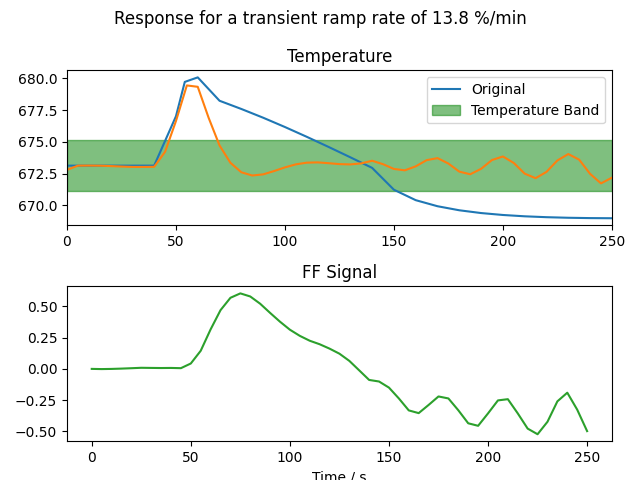 Response for a transient ramp rate of 13.8 %/min
Temperature
680.0
677.5
675.0
672.5
670.0
Original
Temperature Band
0 50 100 150 200 250
FF Signal
0.50
0.25
0.00
−0.25
−0.50
0 50 100 150 200 250
Time / s